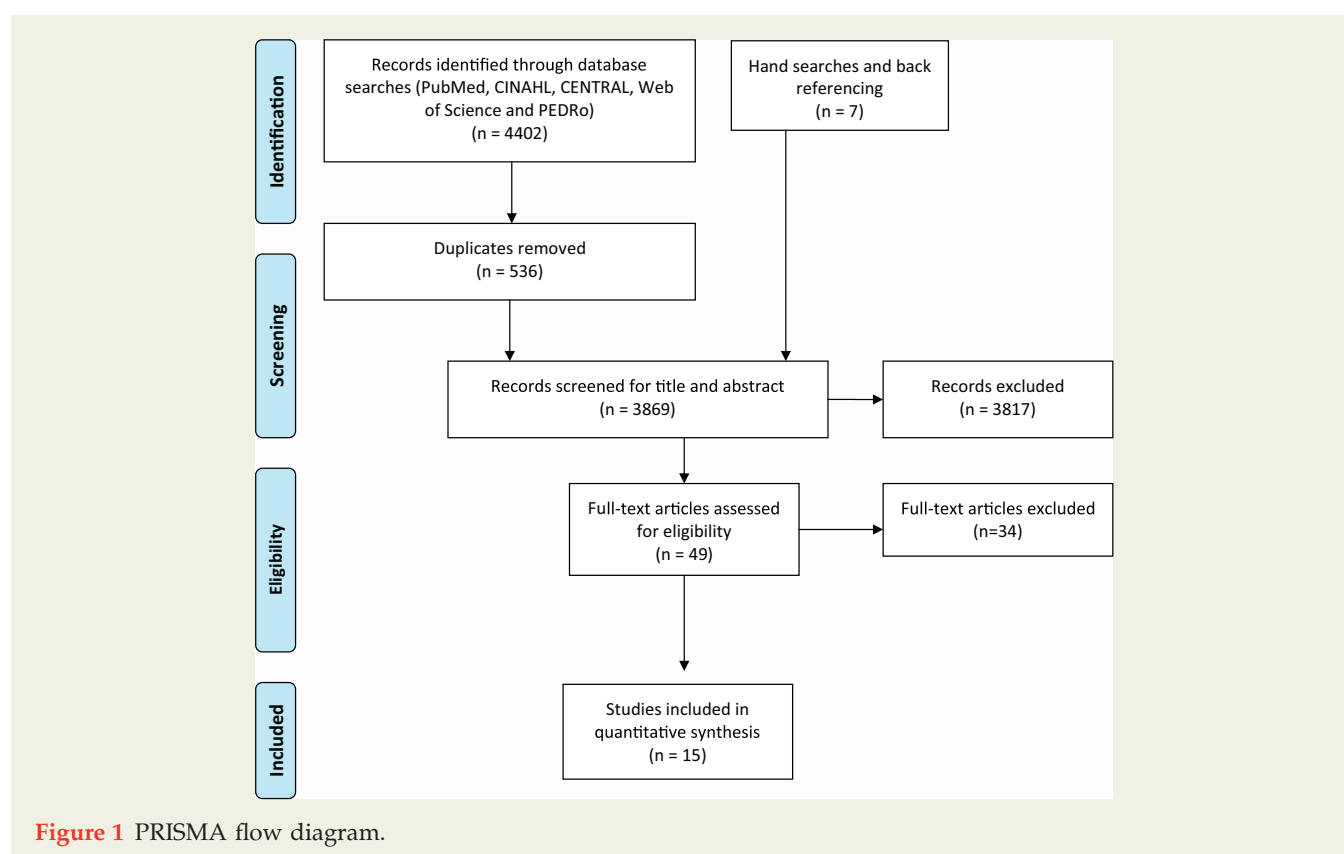 Identification
Records identified through database
searches (PubMed, CINAHL, CENTRAL, Web
of Science and PEDRo)
(n = 4402)
Hand searches and back
referencing
(n = 7)
Duplicates removed
(n = 536)
Screening
Records screened for title and abstract
(n = 3869)
Records excluded
(n = 3817)
Eligibility
Full-text articles assessed
for eligibility
(n = 49)
Full-text articles excluded
(n=34)
Included
Studies included in
quantitative synthesis
(n = 15)
Figure 1 PRISMA flow diagram.